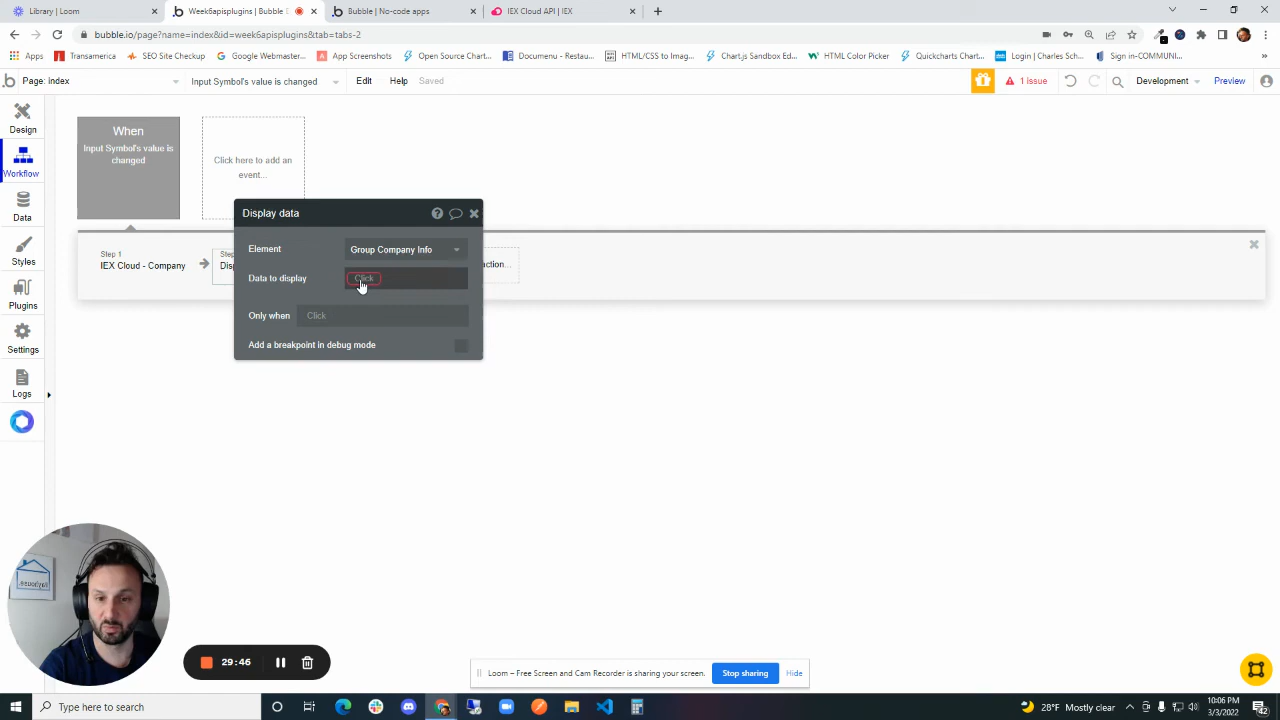 Library | Loom
Week6apisplugins | Bubble
Bubble | No-code apps
IEX Cloud API | IEX
bubble.io/page?name=index&id=week6apisplugins&tab=tabs-2
Apps
Transamerica
SEO Site Checkup
Google Webmaster...
App Screenshots
Open Source Chart...
Documenu - Restau...
HTML/CSS to Imag...
Chart.js Sandbox Ed...
HTML Color Picker
Quickcharts Chart...
Login | Charles Sch...
Sign in-COMMUNI...
Page: index
Input Symbol's value is changed
Edit
Help
Saved
1 issue
Development
Preview
Design
Workflow
Data
Styles
Plugins
Settings
Logs
When
Input Symbol's value is
changed
Click here to add an
event...
Step 1
IEX Cloud - Company
Display data
Element
Group Company Info
Data to display
Click
Only when
Click
Add a breakpoint in debug mode
29:46
Loom – Free Screen and Cam Recorder is sharing your screen.
Stop sharing
Hide
Type here to search
28°F Mostly clear
10:06 PM
3/3/2022